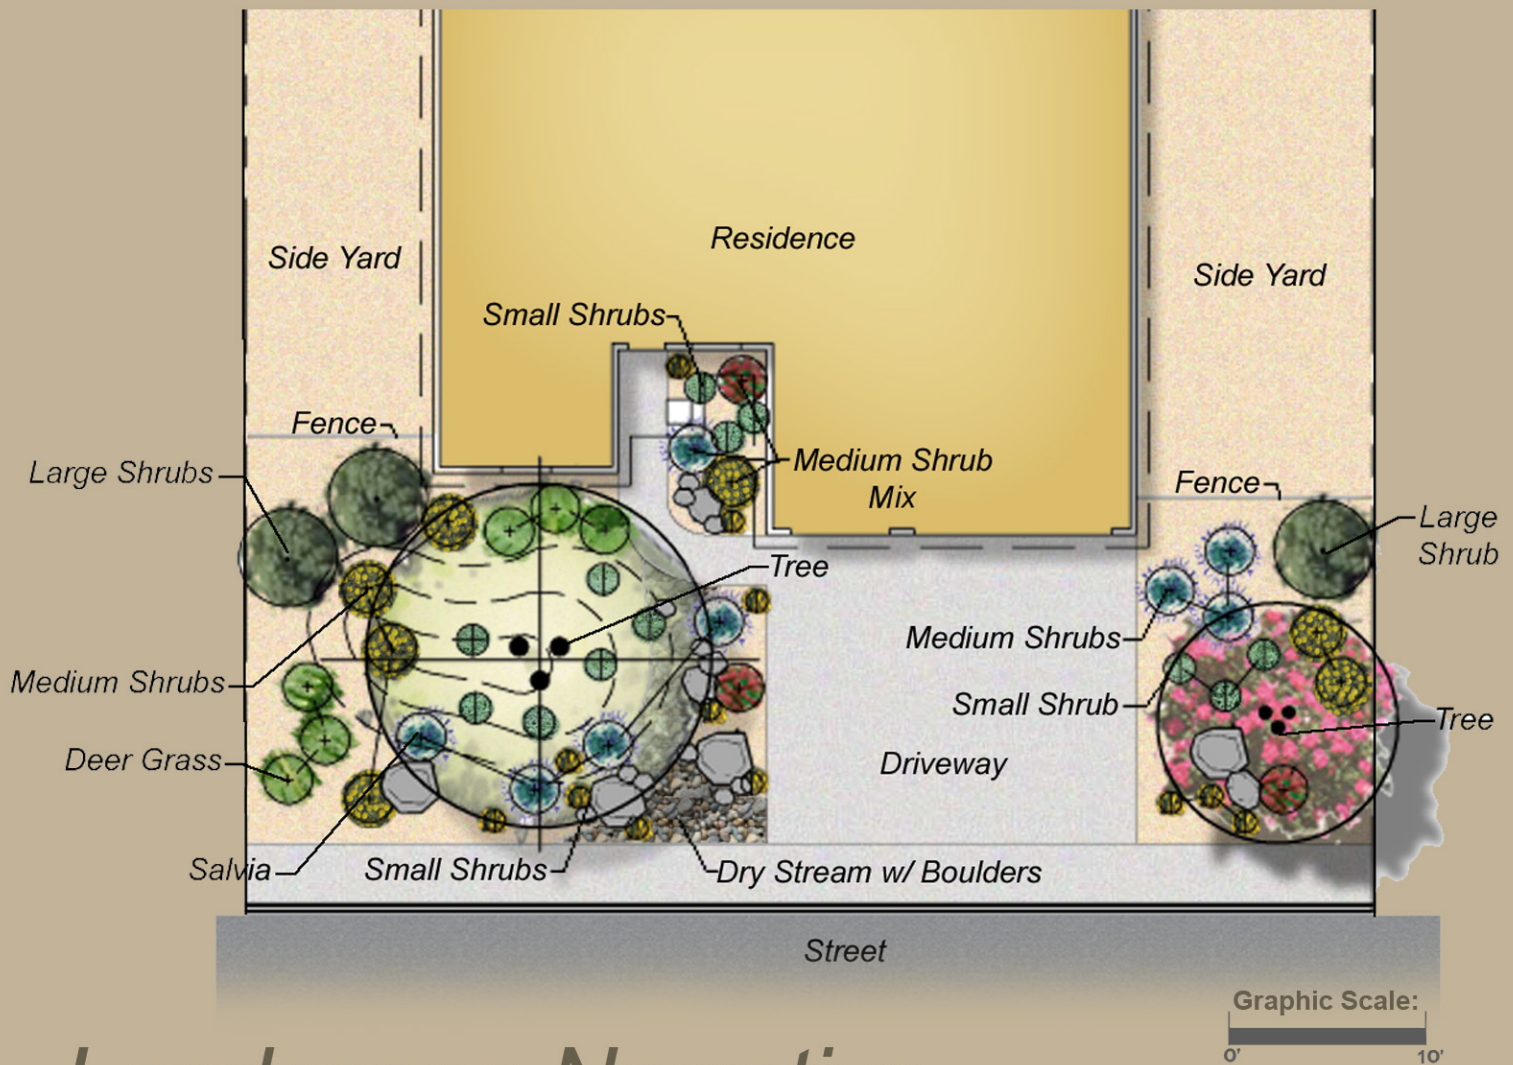 Residence
Side Yard
Side Yard
Small Shrubs
Fence
Large Shrubs
Medium Shrub
Mix
Fence
Large
Shrub
Tree
Medium Shrubs
Medium Shrubs
Small Shrub
Tree
Deer Grass
Driveway
Salvia
Small Shrubs
Dry Stream w/ Boulders
Street
Graphic Scale:
0' 10'